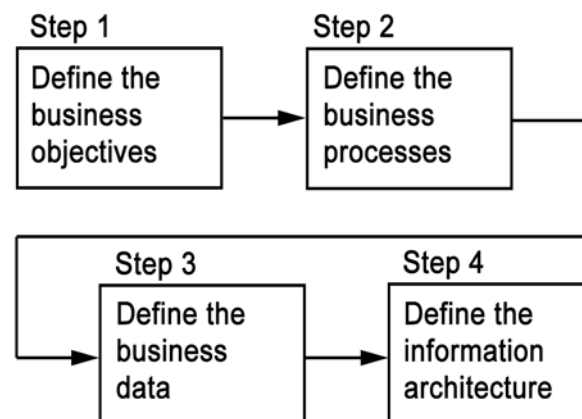 Step 1
Define the
business
objectives
Step 2
Define the
business
processes
Step 3
Define the
business
data
Step 4
Define the
information
architecture